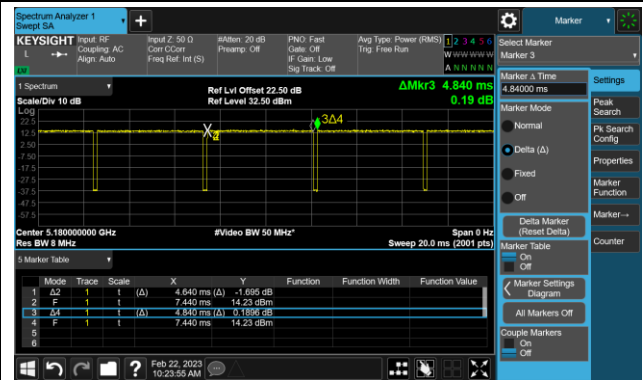 Spectrum Analyzer 1
Swept SA
+
Marker
KEYSIGHT
Input: RF
Coupling: AC
Align: Auto
Input Z: 50 Ω
Corr CCorr
Freq Ref: Int (S)
#Atten: 20 dB
Preamp: Off
PNO: Fast
Gate: Off
IF Gain: Low
Sig Track: Off
Avg Type: Power (RMS)
Trig: Free Run
1 2 3 4 5 6
W W W W W W
A N N N N N
L
LXI
Select Marker
Marker 3
1 Spectrum
Scale/Div 10 dB
Ref Lvl Offset 22.50 dB
Ref Level 32.50 dBm
ΔMkr3 4.840 ms
0.19 dB
Log
22.5
12.5
2.50
-7.50
-17.5
-27.5
-37.5
-47.5
-57.5
3Δ4
Center 5.180000000 GHz
Res BW 8 MHz
#Video BW 50 MHz*
Span 0 Hz
Sweep 20.0 ms (2001 pts)
5 Marker Table
Mode Trace Scale X Y Function Function Width Function Value
1 Δ2 1 t (Δ) 4.640 ms (Δ) -1.695 dB
2 F 1 t 7.440 ms 14.23 dBm
3 Δ4 1 t (Δ) 4.840 ms (Δ) 0.1896 dB
4 F 1 t 7.440 ms 14.23 dBm
5
6
Marker Δ Time
4.84000 ms
Marker Mode
Normal
Delta (Δ)
Fixed
Off
Delta Marker
(Reset Delta)
Marker Table
On
Off
Marker Settings
Diagram
All Markers Off
Couple Markers
On
Off
Settings
Peak
Search
Pk Search
Config
Properties
Marker
Function
Marker→
Counter
?
Feb 22, 2023
10:23:55 AM